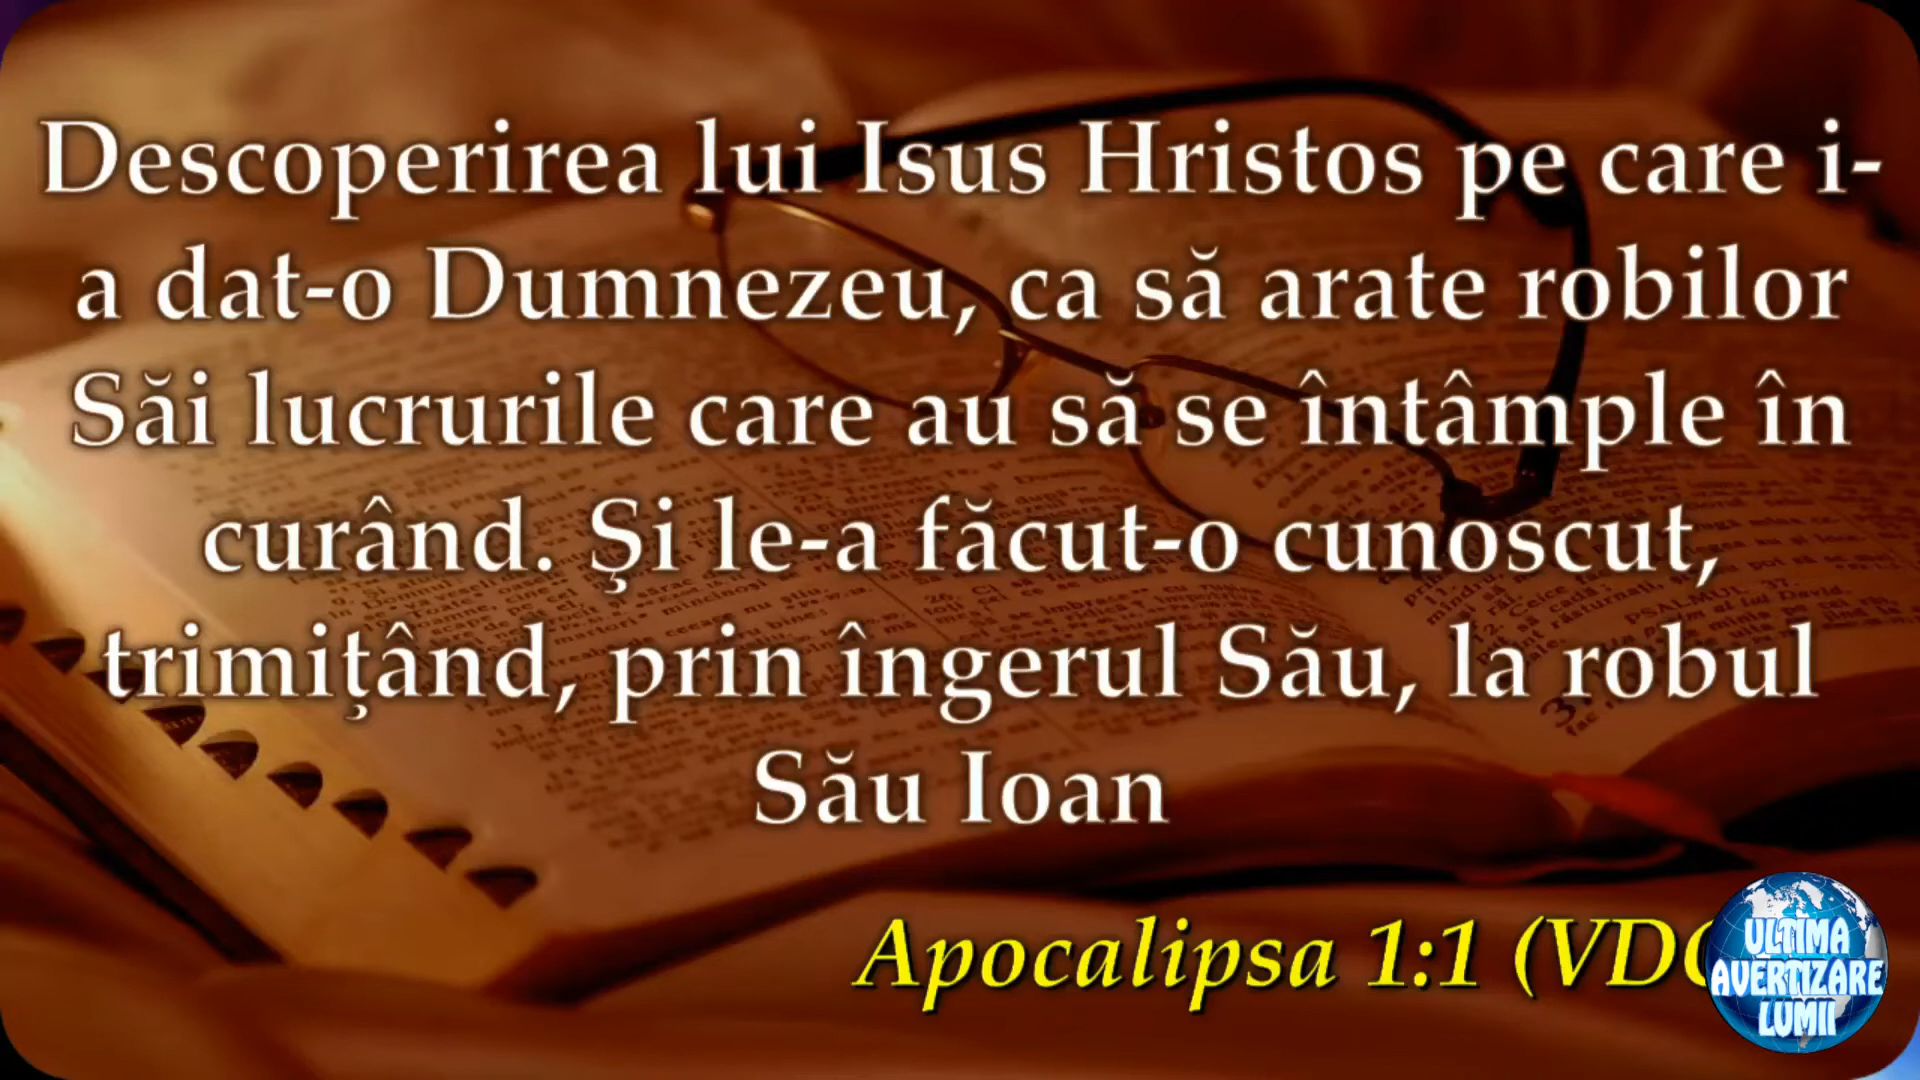 Descoperirea lui Isus Hristos pe care i-
a dat-o Dumnezeu, ca să arate robilor
Săi lucrurile care au să se întâmple în
curând. Şi le-a făcut-o cunoscut,
trimiţând, prin îngerul Său, la robul
Său Ioan
Apocalipsa 1:1
ULTIMA
AVERTIZARE
LUMII